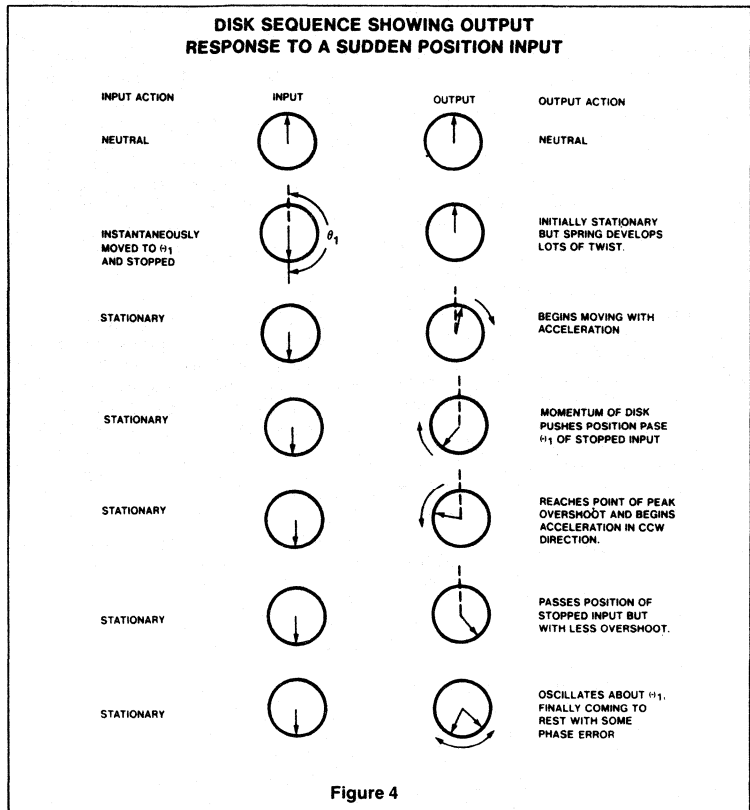 DISK SEQUENCE SHOWING OUTPUT
RESPONSE TO A SUDDEN POSITION INPUT
INPUT ACTION INPUT OUTPUT OUTPUT ACTION
NEUTRAL NEUTRAL
INSTANTANEOUSLY
MOVED TO Θ1
AND STOPPED
θ1
INITIALLY STATIONARY
BUT SPRING DEVELOPS
LOTS OF TWIST.
STATIONARY
BEGINS MOVING WITH
ACCELERATION
STATIONARY
MOMENTUM OF DISK
PUSHES POSITION PASE
Θ1 OF STOPPED INPUT
STATIONARY
REACHES POINT OF PEAK
OVERSHOOT AND BEGINS
ACCELERATION IN CCW
DIRECTION.
STATIONARY
PASSES POSITION OF
STOPPED INPUT BUT
WITH LESS OVERSHOOT.
STATIONARY
OSCILLATES ABOUT Θ1,
FINALLY COMING TO
REST WITH SOME
PHASE ERROR
Figure 4